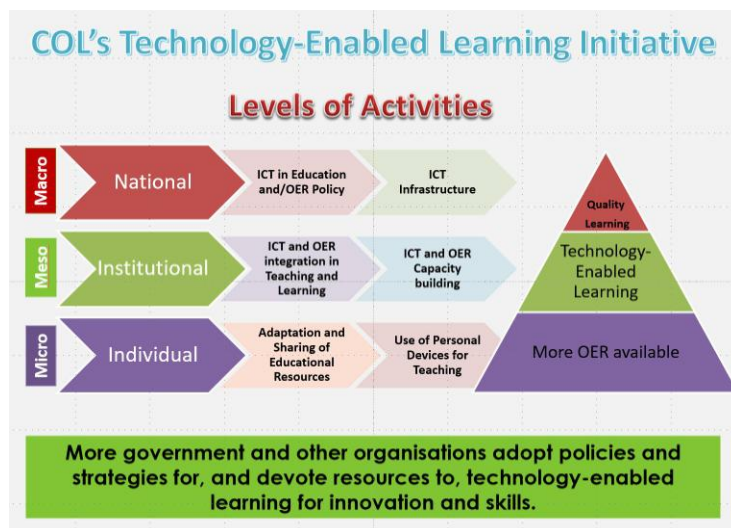 COL's Technology-Enabled Learning Initiative
Levels of Activities
Macro
National
ICT in Education
and/OER Policy
ICT
Infrastructure
Meso
Institutional
ICT and OER
integration in
Teaching and
Learning
ICT and OER
Capacity
building
Micro
Individual
Adaptation and
Sharing of
Educational
Resources
Use of Personal
Devices for
Teaching
Quality
Learning
Technology-
Enabled
Learning
More OER available
More government and other organisations adopt policies and
strategies for, and devote resources to, technology-enabled
learning for innovation and skills.